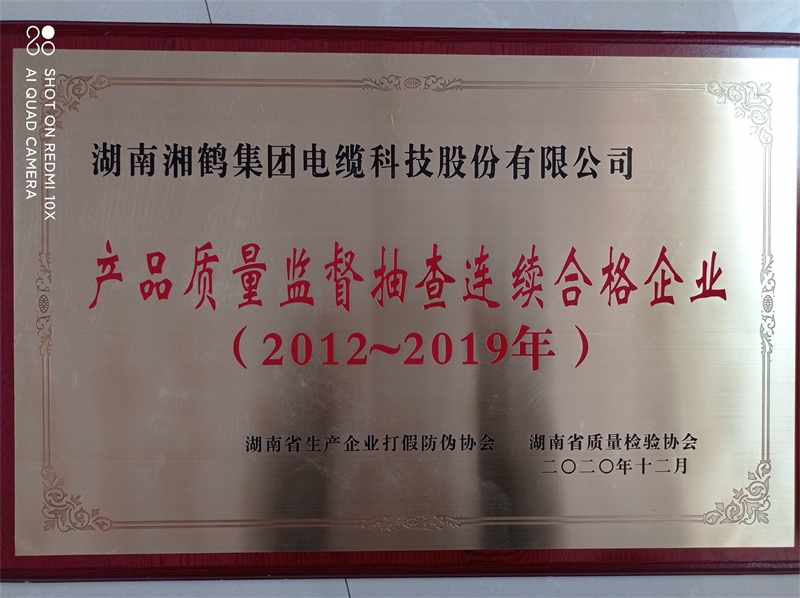 SHOT ON REDMI 10X
AI QUAD CAMERA
湖南湘鹤集团电缆科技股份有限公司
产品质量监督抽查连续合格企业
（2012~2019年）
湖南省生产企业打假防伪协会 湖南省质量检验协会
二〇二〇年十二月